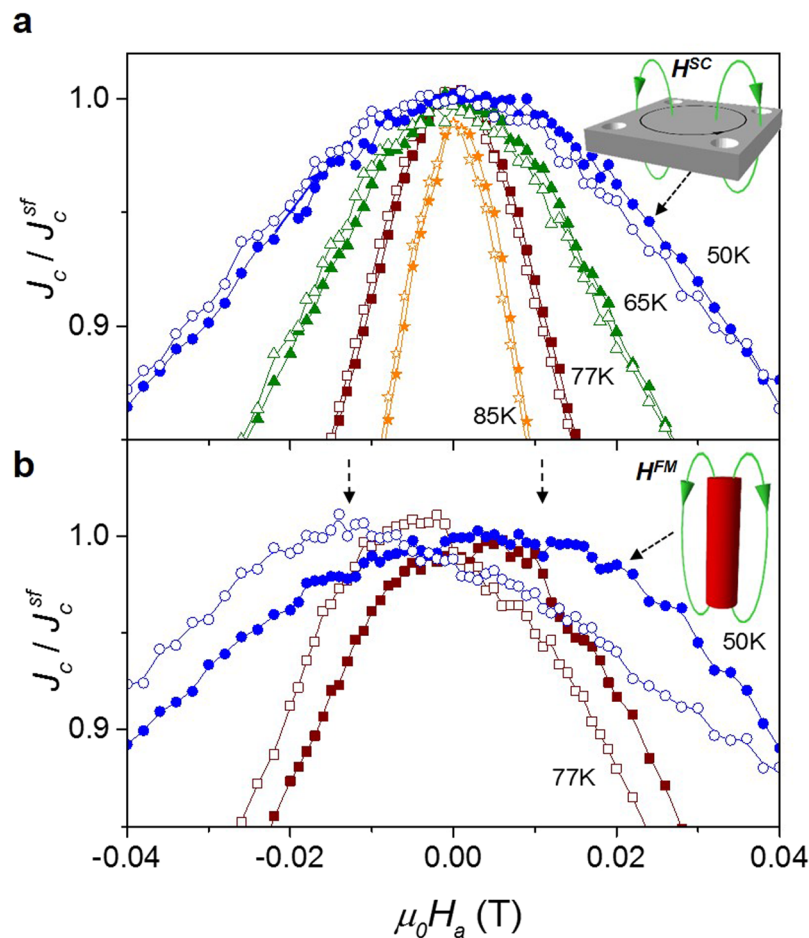 a
H^SC
1.0
J_c / J_c^sf
50K
65K
0.9
77K
85K
b
H^FM
1.0
J_c / J_c^sf
50K
0.9
77K
-0.04 -0.02 0.00 0.02 0.04
μ_0H_a (T)